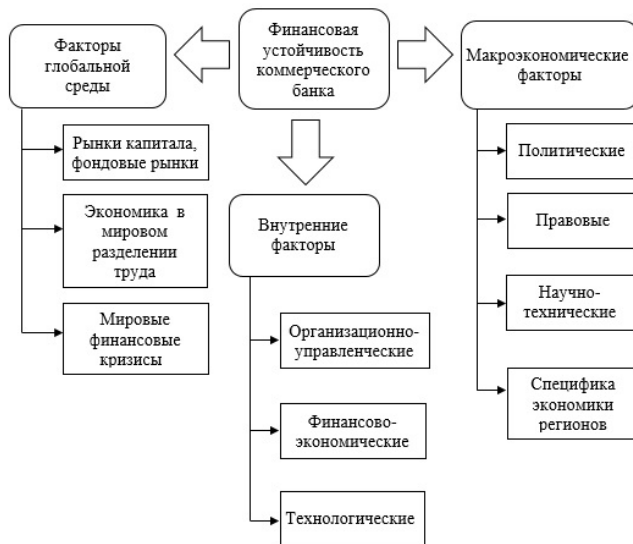 Финансовая
устойчивость
коммерческого
банка
Факторы
глобальной
среды
Рынки капитала,
фондовые рынки
Экономика в
мировом
разделении
труда
Мировые
финансовые
кризисы
Внутренние
факторы
Организационно-
управленческие
Финансово-
экономические
Технологические
Макроэкономические
факторы
Политические
Правовые
Научно-
технические
Специфика
экономики
регионов